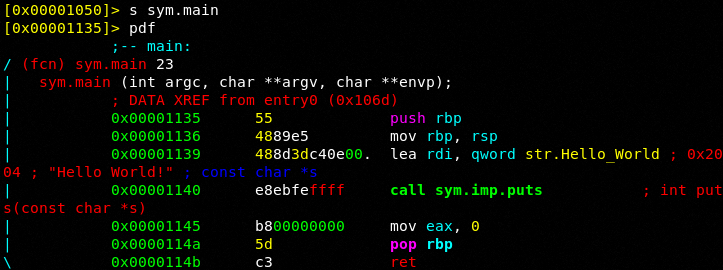 [0x00001050]> s sym.main
[0x00001135]> pdf
;-- main:
/ (fcn) sym.main 23
|   sym.main (int argc, char **argv, char **envp);
|           ; DATA XREF from entry0 (0x106d)
|           0x00001135      55              push rbp
|           0x00001136      4889e5          mov rbp, rsp
|           0x00001139      488d3dc40e00.  lea rdi, qword str.Hello_World ; 0x20
04 ; "Hello World!" ; const char *s
|           0x00001140      e8ebfeffff      call sym.imp.puts            ; int put
s(const char *s)
|           0x00001145      b800000000      mov eax, 0
|           0x0000114a      5d              pop rbp
\           0x0000114b      c3              ret